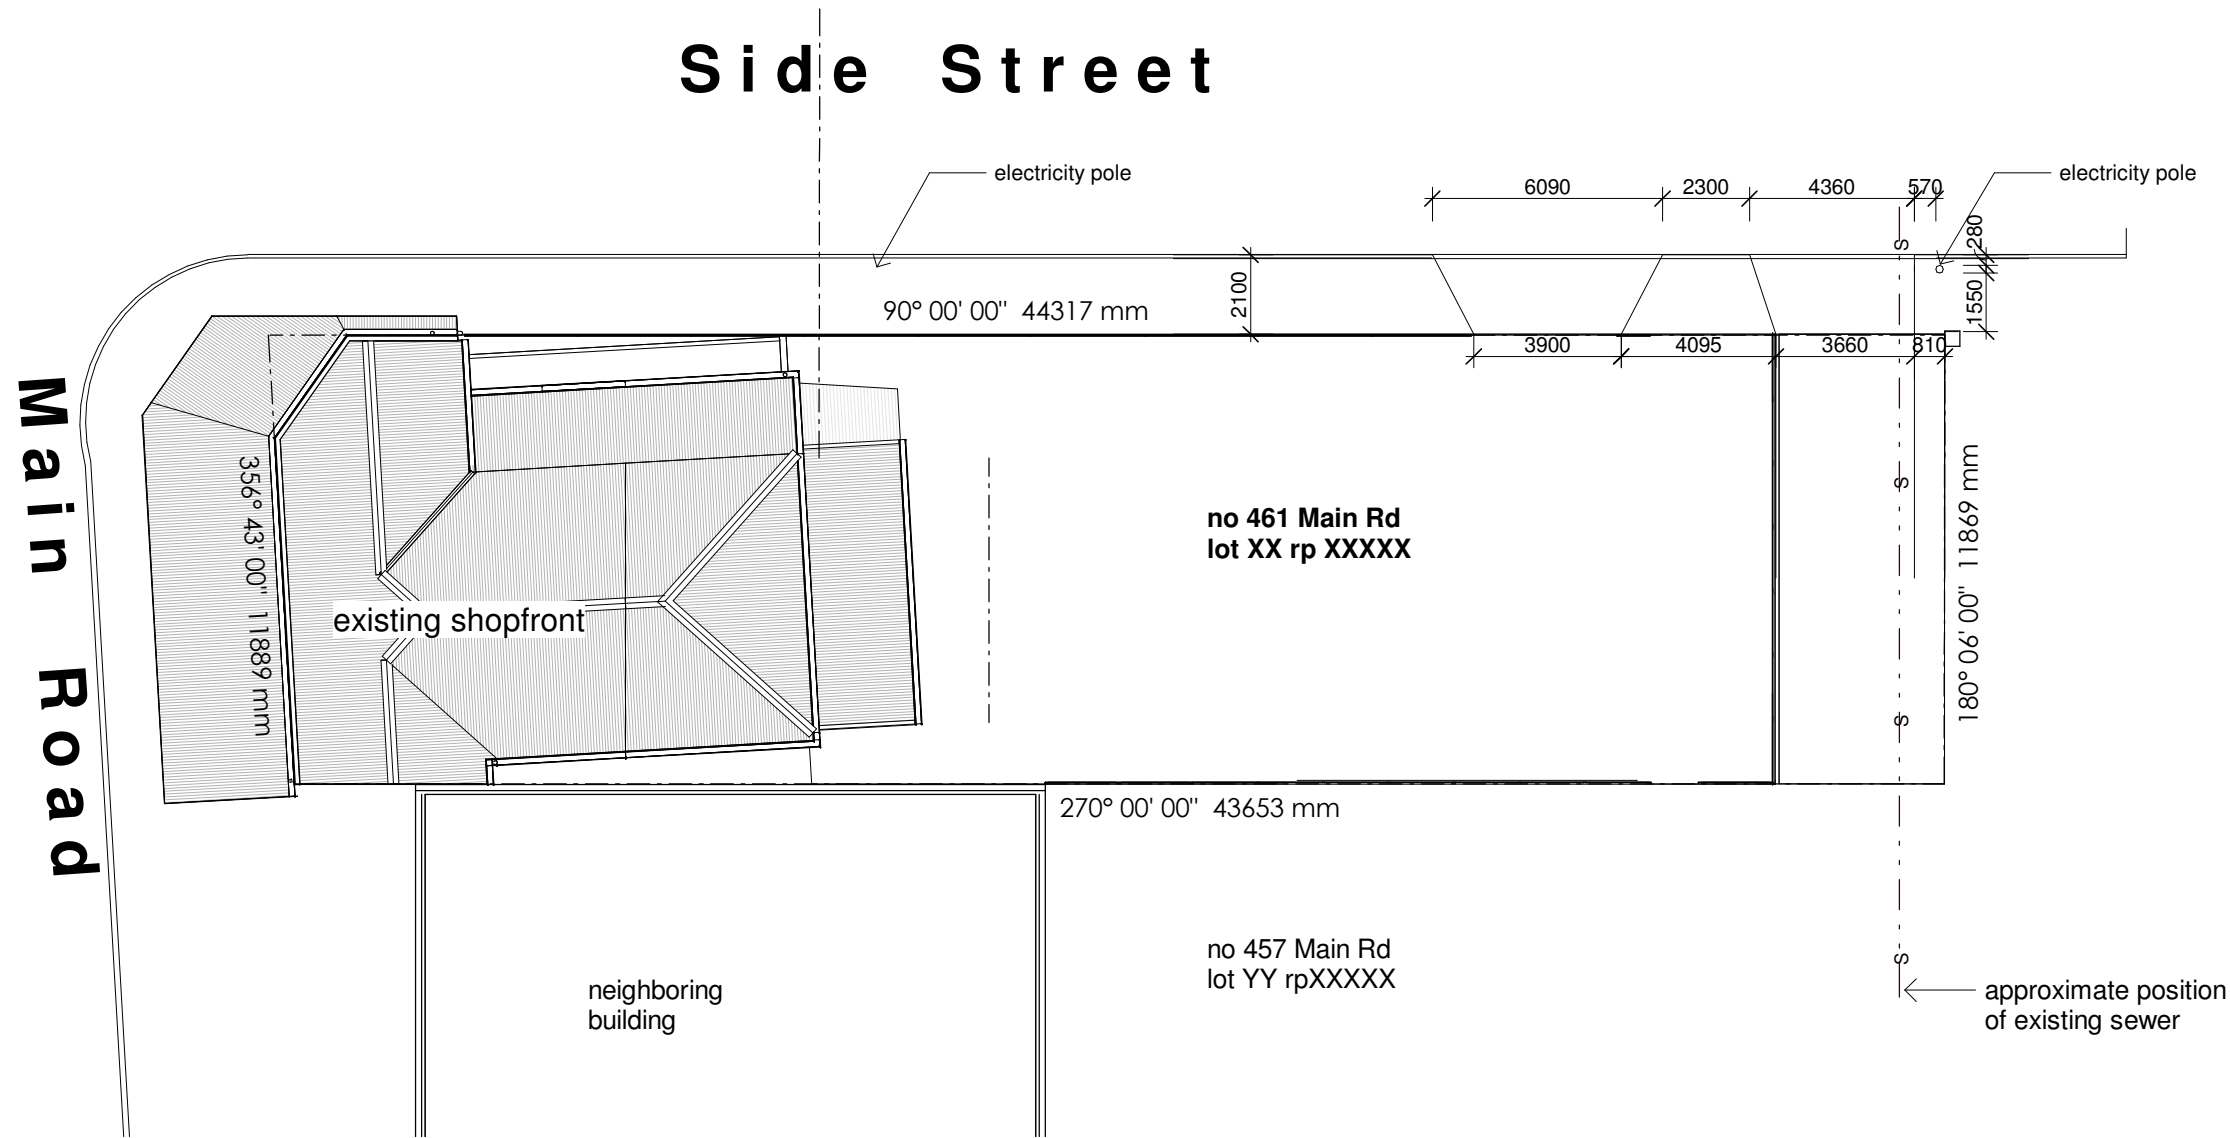 Side Street
electricity pole
electricity pole
6090
2300
4360
570
280
2100
1550
90° 00' 00" 44317 mm
3900
4095
3660
810
S
S
S
S
Main Road
356° 43' 00" 11889 mm
no 461 Main Rd
lot XX rp XXXXX
180° 06' 00" 11869 mm
existing shopfront
270° 00' 00" 43653 mm
no 457 Main Rd
lot YY rpXXXXX
neighboring
building
approximate position
of existing sewer